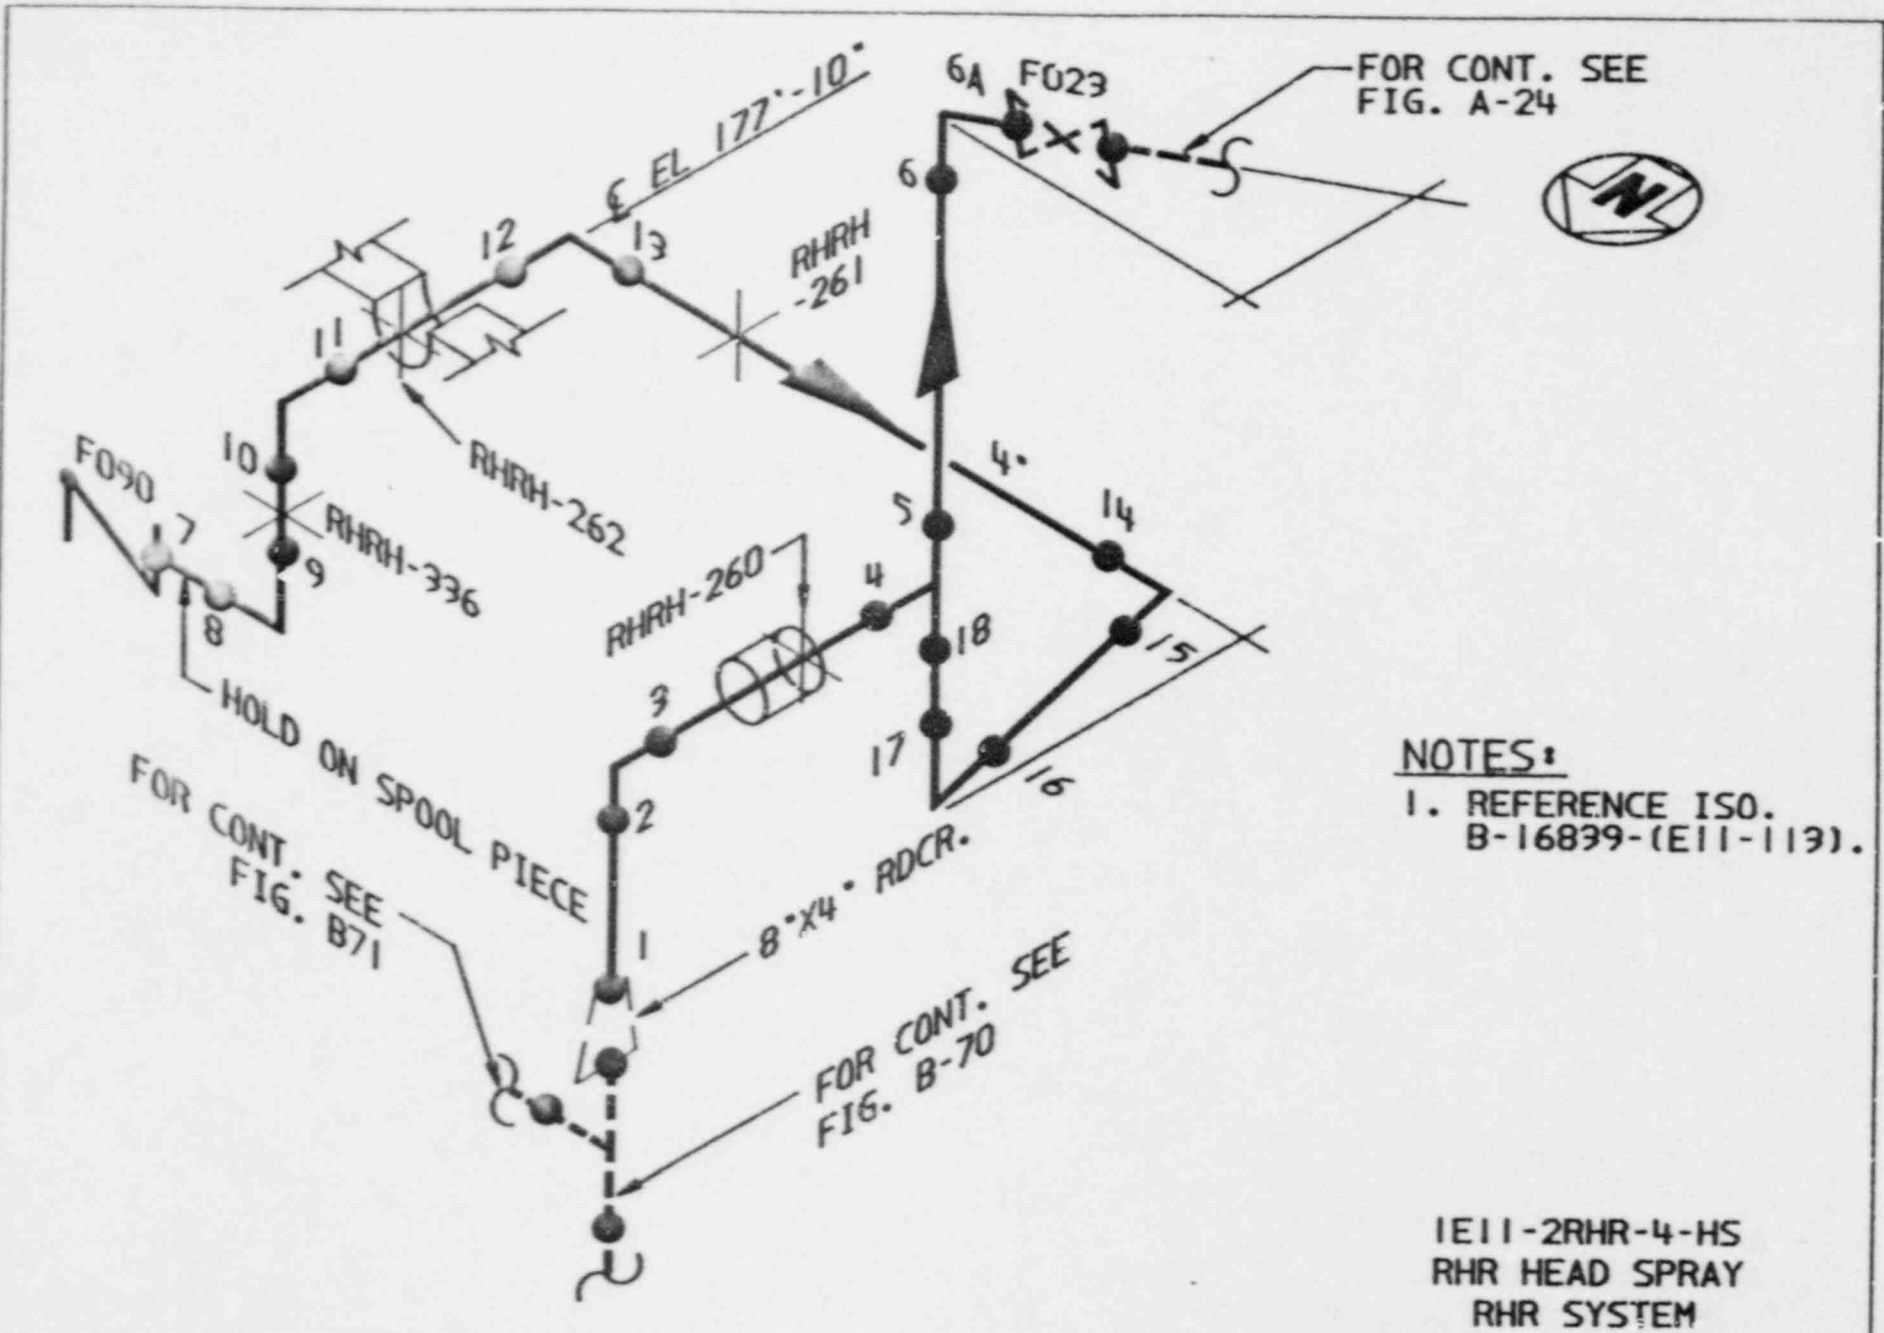 6A
F023
FOR CONT. SEE
FIG. A-24
N
℄ EL 177'-10"
6
12
13
RHRH
-261
11
10
F090
7
8
9
RHRH-336
RHRH-262
RHRH-260
4"
14
5
4
18
15
3
17
16
2
HOLD ON SPOOL PIECE
FOR CONT. SEE
FIG. B71
1
8"X4" RDCR.
FOR CONT. SEE
FIG. B-70
NOTES:
1. REFERENCE ISO.
B-16839-(E11-113).
1E11-2RHR-4-HS
RHR HEAD SPRAY
RHR SYSTEM